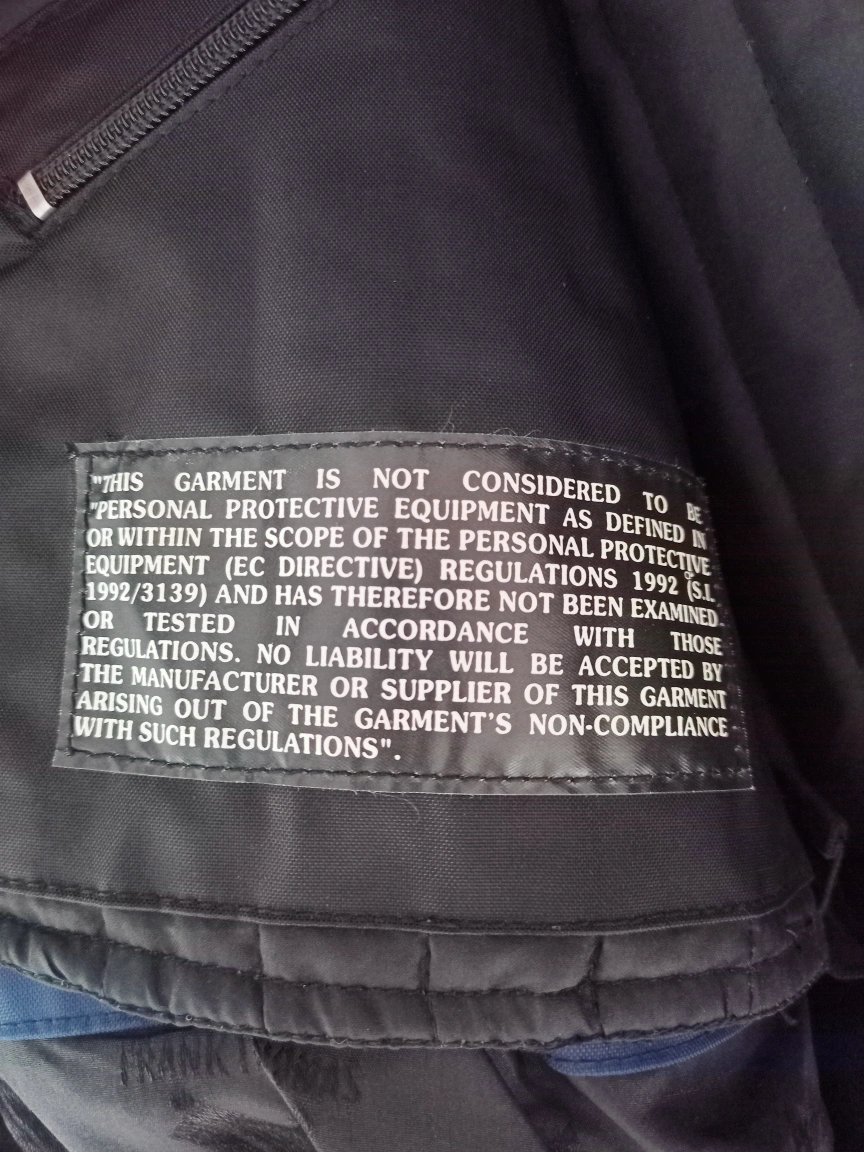 "THIS GARMENT IS NOT CONSIDERED TO BE
"PERSONAL PROTECTIVE EQUIPMENT AS DEFINED IN
OR WITHIN THE SCOPE OF THE PERSONAL PROTECTIVE
EQUIPMENT (EC DIRECTIVE) REGULATIONS 1992 (S.I.
1992/3139) AND HAS THEREFORE NOT BEEN EXAMINED
OR TESTED IN ACCORDANCE WITH THOSE
REGULATIONS. NO LIABILITY WILL BE ACCEPTED BY
THE MANUFACTURER OR SUPPLIER OF THIS GARMENT
ARISING OUT OF THE GARMENT'S NON-COMPLIANCE
WITH SUCH REGULATIONS".
FRANK